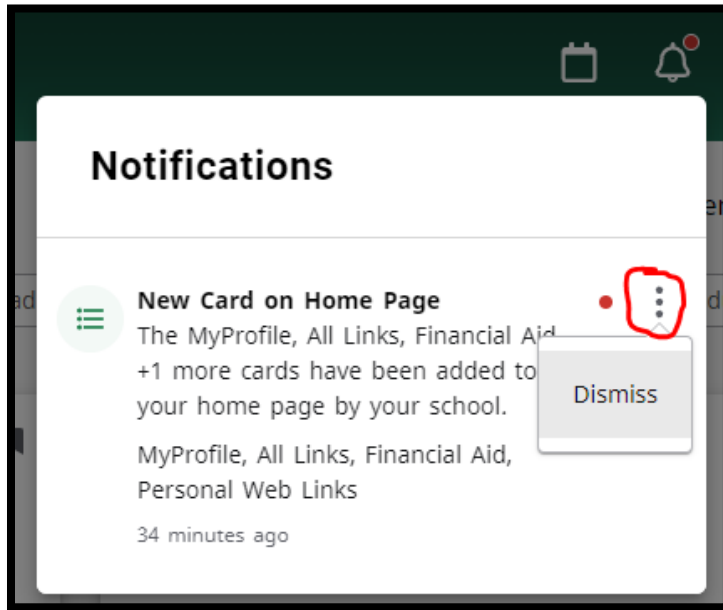 Notifications
New Card on Home Page
The MyProfile, All Links, Financial Aid
+1 more cards have been added to
your home page by your school.
Dismiss
MyProfile, All Links, Financial Aid,
Personal Web Links
34 minutes ago